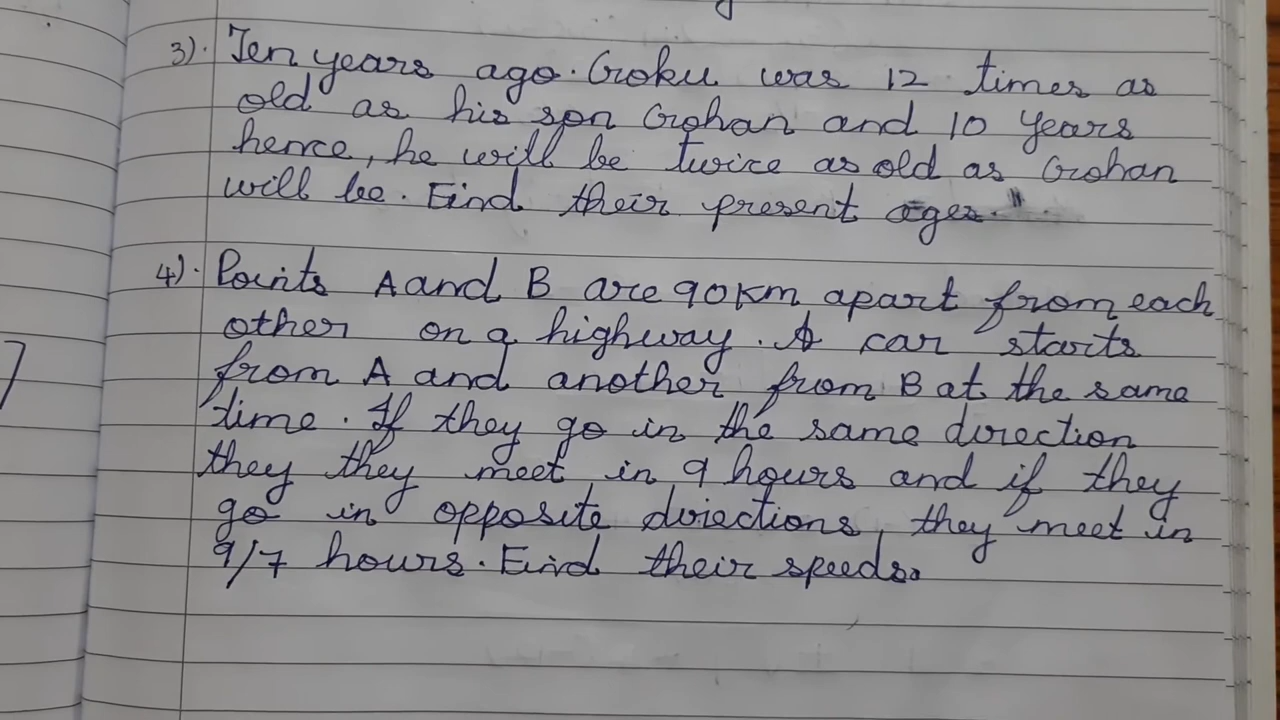 3). Ten years ago. Goku was 12 times as
old as his son Gohan and 10 years
hence, he will be twice as old as Gohan
will be. Find their present ages."
4). Points A and B are 90 km apart from each
other on a highway. A car starts
from A and another from B at the same
time. If they go in the same direction
they they meet in 9 hours and if they
go in opposite directions, they meet in
9/7 hours. Find their speeds.